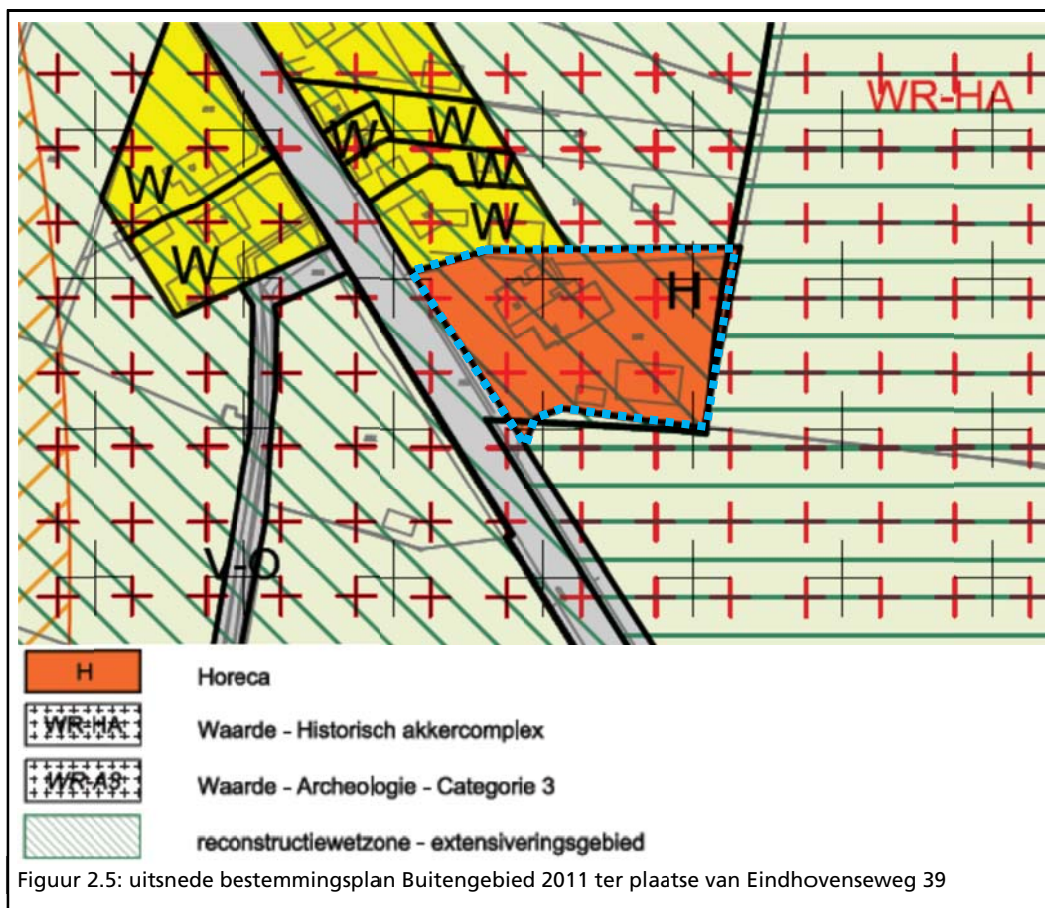 WR-HA
W
W
W
W
W
W
H
V-O
H Horeca
WR-HA Waarde - Historisch akkercomplex
WR-A3 Waarde - Archeologie - Categorie 3
reconstructiewetzone - extensiveringsgebied
Figuur 2.5: uitsnede bestemmingsplan Buitengebied 2011 ter plaatse van Eindhovenseweg 39